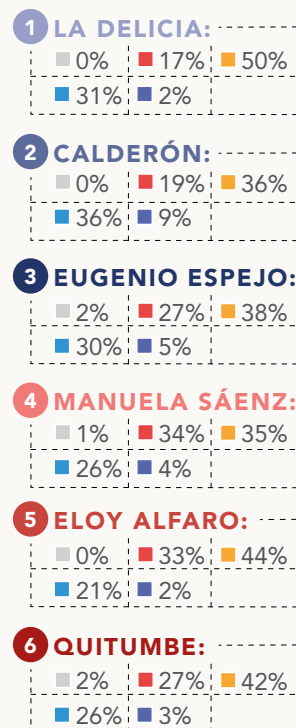 1 LA DELICIA:
0% 17% 50%
31% 2%
2 CALDERÓN:
0% 19% 36%
36% 9%
3 EUGENIO ESPEJO:
2% 27% 38%
30% 5%
4 MANUELA SÁENZ:
1% 34% 35%
26% 4%
5 ELOY ALFARO:
0% 33% 44%
21% 2%
6 QUITUMBE:
2% 27% 42%
26% 3%